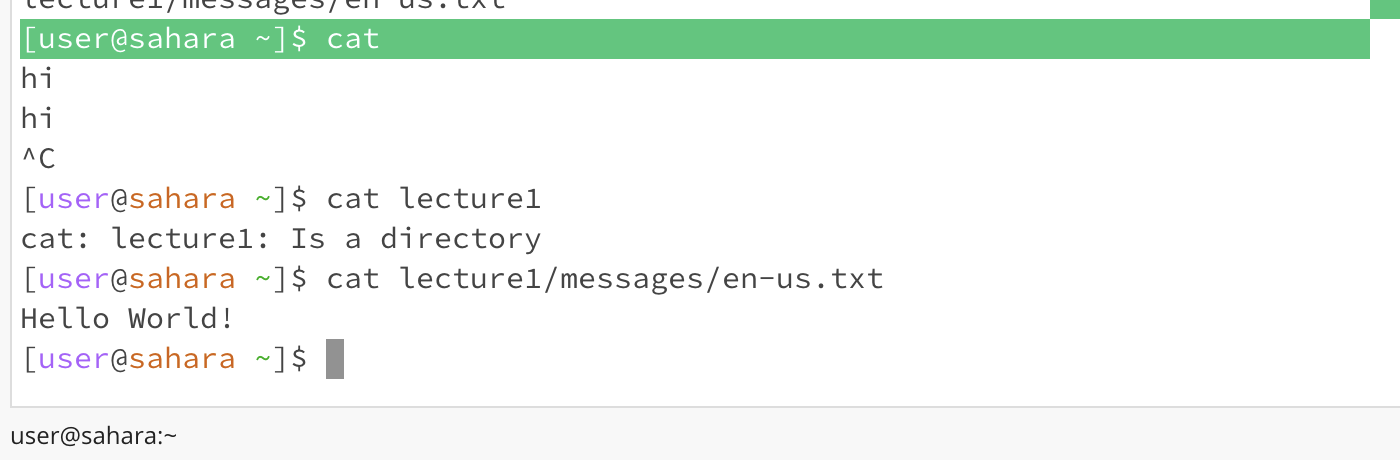 lecture1/messages/en-us.txt
[user@sahara ~]$ cat
hi
hi
^C
[user@sahara ~]$ cat lecture1
cat: lecture1: Is a directory
[user@sahara ~]$ cat lecture1/messages/en-us.txt
Hello World!
[user@sahara ~]$
user@sahara:~